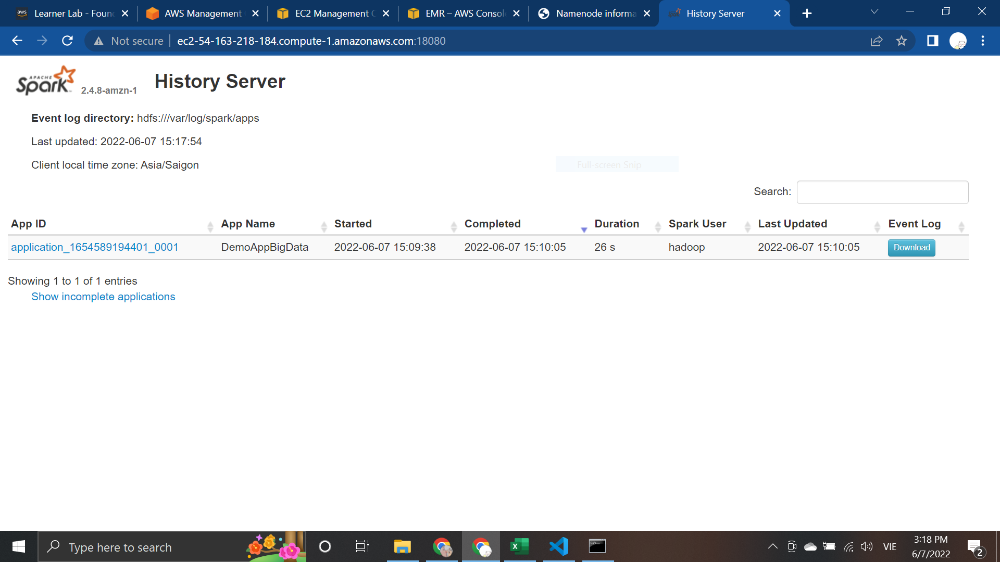 aws Learner Lab - Foun
AWS Management
EC2 Management C
EMR – AWS Consol
Namenode informa
History Server
Not secure
ec2-54-163-218-184.compute-1.amazonaws.com:18080
APACHE Spark 2.4.8-amzn-1 History Server
Event log directory: hdfs:///var/log/spark/apps
Last updated: 2022-06-07 15:17:54
Client local time zone: Asia/Saigon
Full-screen Snip
Search:
App ID App Name Started Completed Duration Spark User Last Updated Event Log
application_1654589194401_0001 DemoAppBigData 2022-06-07 15:09:38 2022-06-07 15:10:05 26 s hadoop 2022-06-07 15:10:05 Download
Showing 1 to 1 of 1 entries
Show incomplete applications
Type here to search
VIE
3:18 PM
6/7/2022
2